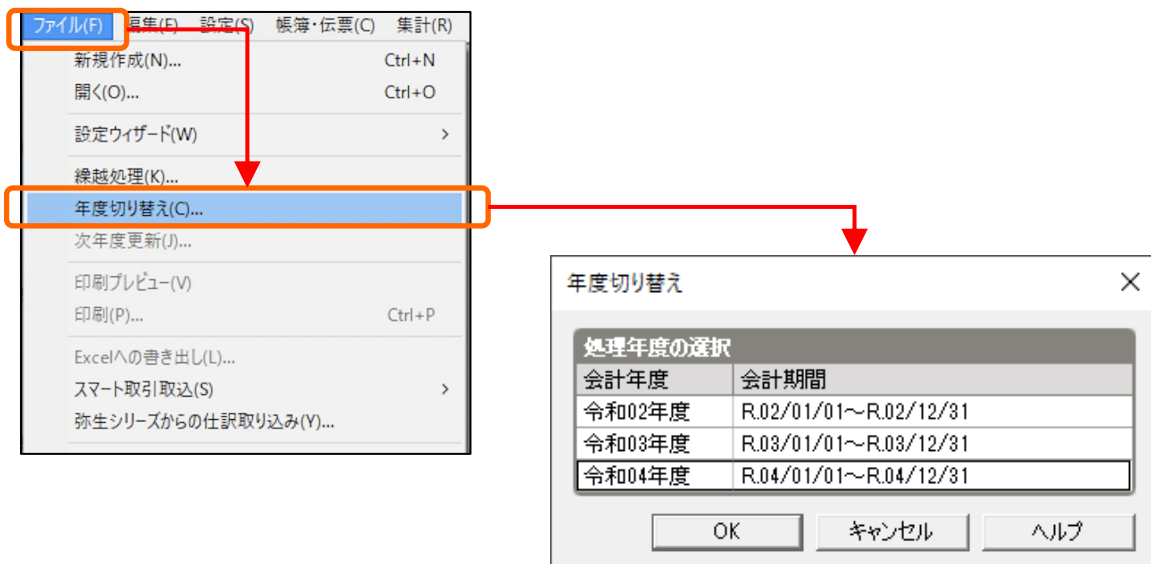 ファイル(F) 編集(E) 設定(S) 帳簿・伝票(C) 集計(R)
新規作成(N)... Ctrl+N
開く(O)... Ctrl+O
設定ウィザード(W) >
繰越処理(K)...
年度切り替え(C)...
次年度更新(J)...
印刷プレビュー(V)
印刷(P)... Ctrl+P
Excelへの書き出し(L)...
スマート取引取込(S) >
弥生シリーズからの仕訳取り込み(Y)...
年度切り替え
処理年度の選択
会計年度 会計期間
令和02年度 R.02/01/01～R.02/12/31
令和03年度 R.03/01/01～R.03/12/31
令和04年度 R.04/01/01～R.04/12/31
OK キャンセル ヘルプ